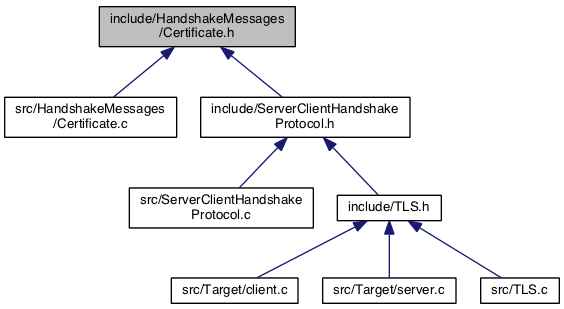 include/HandshakeMessages
/Certificate.h
src/HandshakeMessages
/Certificate.c
include/ServerClientHandshake
Protocol.h
src/ServerClientHandshake
Protocol.c
include/TLS.h
src/Target/client.c
src/Target/server.c
src/TLS.c